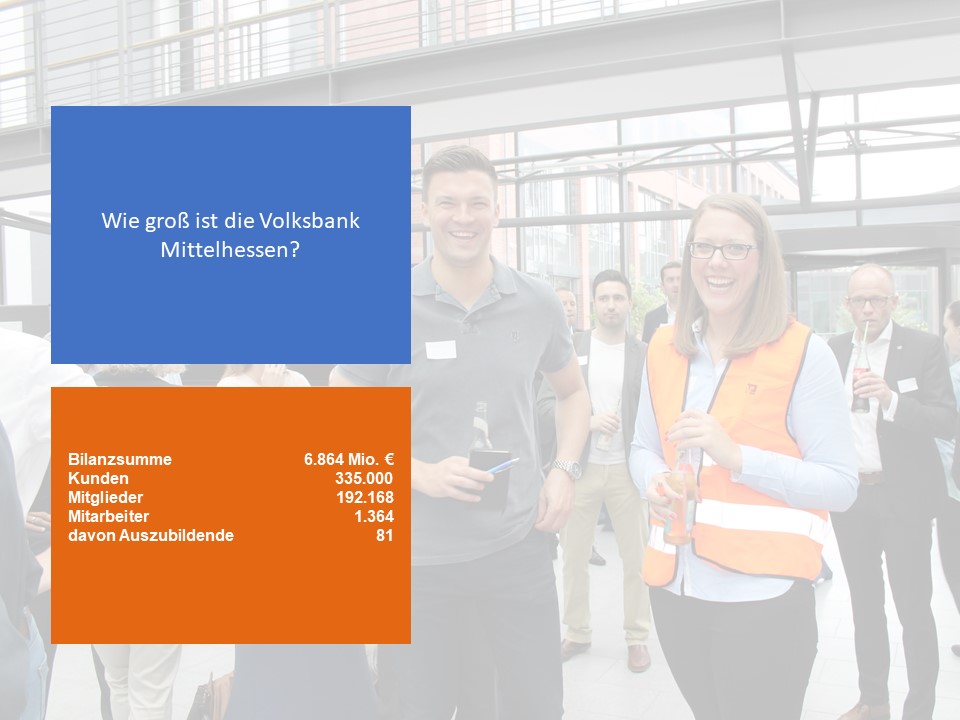 Wie groß ist die Volksbank
Mittelhessen?
Bilanzsumme 6.864 Mio. €
Kunden 335.000
Mitglieder 192.168
Mitarbeiter 1.364
davon Auszubildende 81